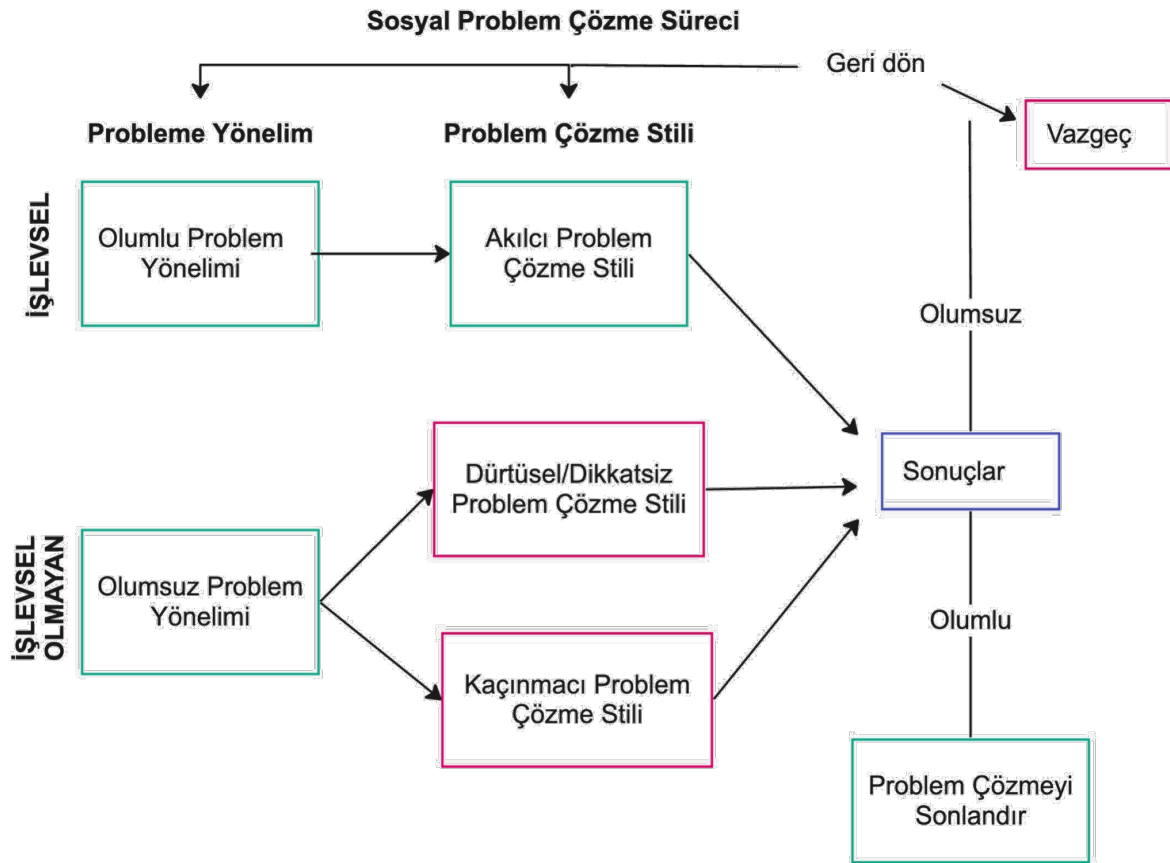 Sosyal Problem Çözme Süreci
Geri dön
Vazgeç
Probleme Yönelim
Problem Çözme Stili
İŞLEVSEL
Olumlu Problem
Yönelimi
Akılcı Problem
Çözme Stili
Olumsuz
Dürtüsel/Dikkatsiz
Problem Çözme Stili
Sonuçlar
İŞLEVSEL
OLMAYAN
Olumsuz Problem
Yönelimi
Kaçınmacı Problem
Çözme Stili
Olumlu
Problem Çözmeyi
Sonlandır